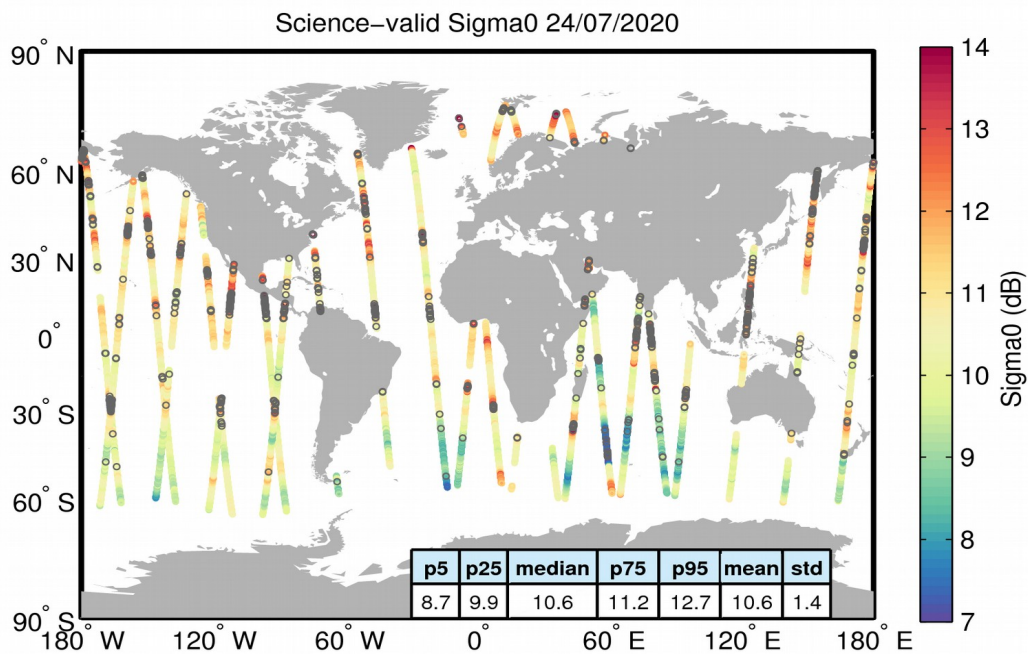 Science−valid Sigma0 24/07/2020
90° N
60° N
30° N
0°
30° S
60° S
90° S
180° W
120° W
60° W
0°
60° E
120° E
180° E
p5 p25 median p75 p95 mean std
8.7 9.9 10.6 11.2 12.7 10.6 1.4
14
13
12
11
10
9
8
7
Sigma0 (dB)